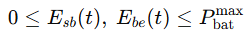 0 ≤ E_{sb}(t), E_{be}(t) ≤ P_{bat}^{max}